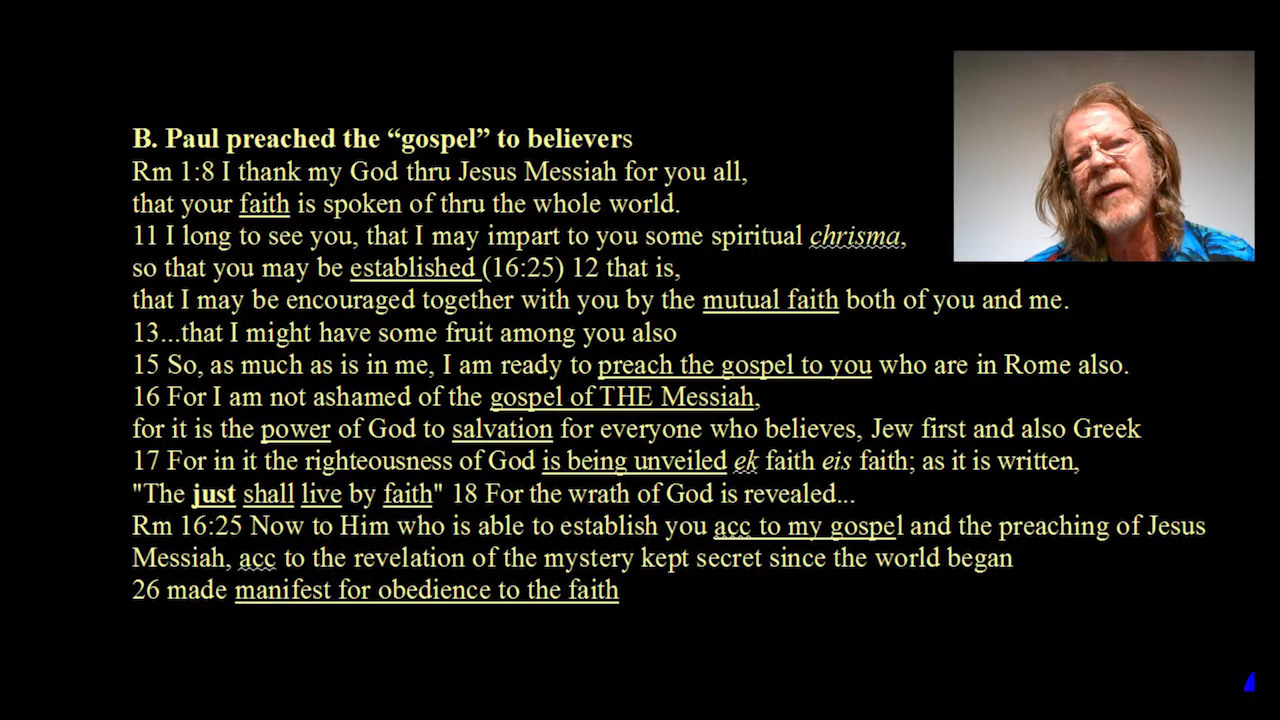 B. Paul preached the “gospel” to believers
Rm 1:8 I thank my God thru Jesus Messiah for you all,
that your faith is spoken of thru the whole world.
11 I long to see you, that I may impart to you some spiritual chrisma,
so that you may be established (16:25) 12 that is,
that I may be encouraged together with you by the mutual faith both of you and me.
13...that I might have some fruit among you also
15 So, as much as is in me, I am ready to preach the gospel to you who are in Rome also.
16 For I am not ashamed of the gospel of THE Messiah,
for it is the power of God to salvation for everyone who believes, Jew first and also Greek
17 For in it the righteousness of God is being unveiled ek faith eis faith; as it is written,
"The just shall live by faith" 18 For the wrath of God is revealed...
Rm 16:25 Now to Him who is able to establish you acc to my gospel and the preaching of Jesus
Messiah, acc to the revelation of the mystery kept secret since the world began
26 made manifest for obedience to the faith